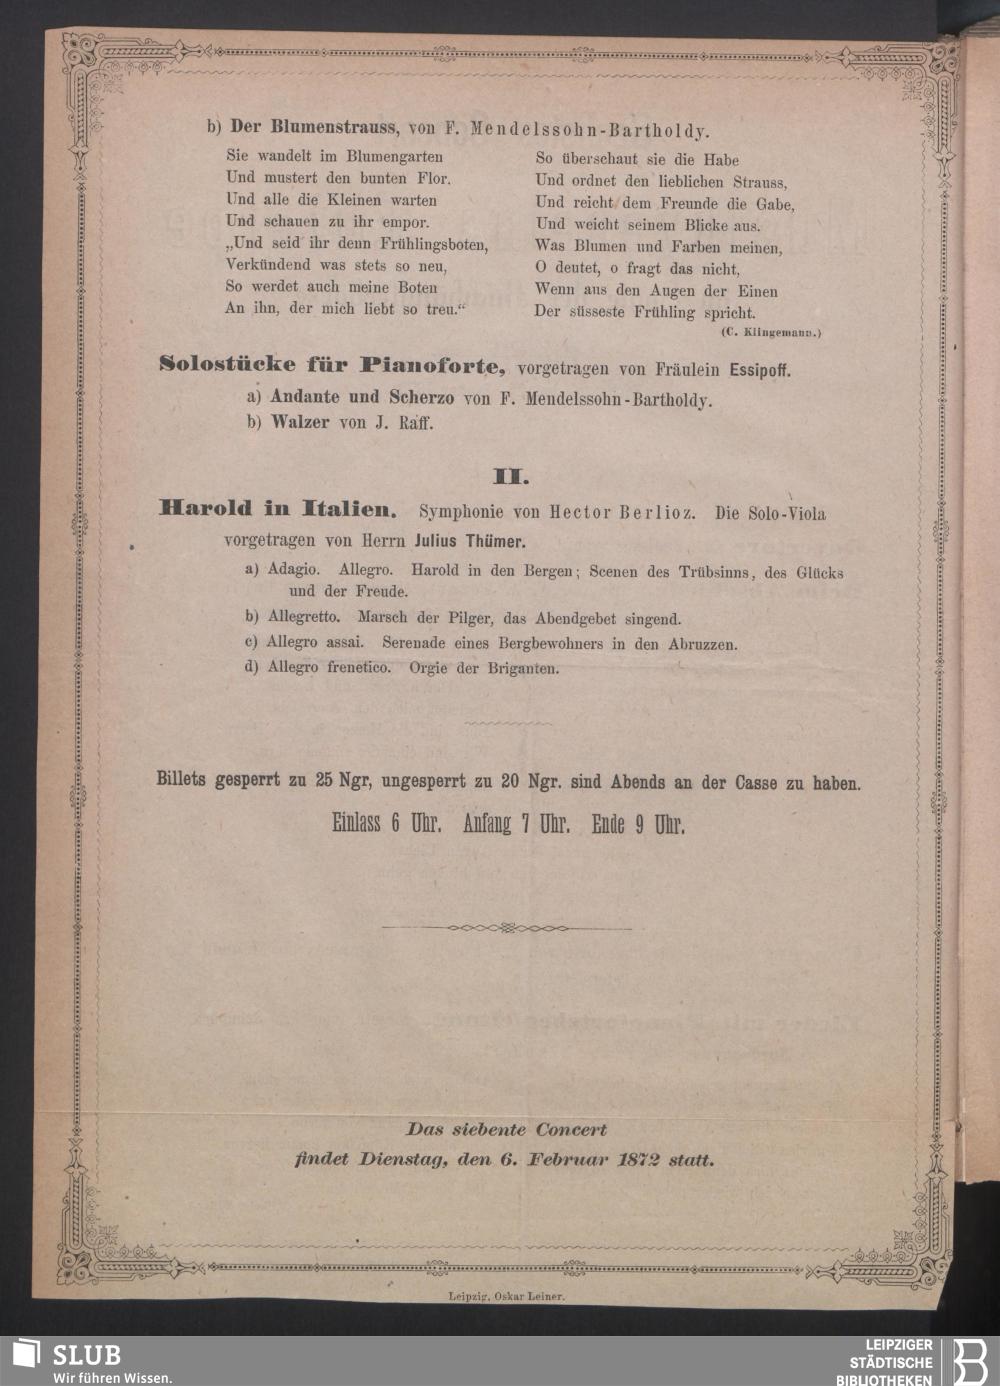 b) Der Blumenstrauss, von F. Mendelssohn-Bartholdy.
Sie wandelt im Blumengarten
Und mustert den bunten Flor.
Und alle die Kleinen warten
Und schauen zu ihr empor.
„Und seid ihr denn Frühlingsboten,
Verkündend was stets so neu,
So werdet auch meine Boten
An ihn, der mich liebt so treu.“
So überschaut sie die Habe
Und ordnet den lieblichen Strauss,
Und reicht dem Freunde die Gabe,
Und weicht seinem Blicke aus.
Was Blumen und Farben meinen,
O deutet, o fragt das nicht,
Wenn aus den Augen der Einen
Der süsseste Frühling spricht.
(C. Klingemann.)
Solostücke für Pianoforte, vorgetragen von Fräulein Essipoff.
a) Andante und Scherzo von F. Mendelssohn-Bartholdy.
b) Walzer von J. Raff.
II.
Harold in Italien. Symphonie von Hector Berlioz. Die Solo-Viola
vorgetragen von Herrn Julius Thümer.
a) Adagio. Allegro. Harold in den Bergen; Scenen des Trübsinns, des Glücks
und der Freude.
b) Allegretto. Marsch der Pilger, das Abendgebet singend.
c) Allegro assai. Serenade eines Bergbewohners in den Abruzzen.
d) Allegro frenetico. Orgie der Briganten.
Billets gesperrt zu 25 Ngr, ungesperrt zu 20 Ngr. sind Abends an der Casse zu haben.
Einlass 6 Uhr. Anfang 7 Uhr. Ende 9 Uhr.
Das siebente Concert
findet Dienstag, den 6. Februar 1872 statt.
Leipzig, Oskar Leiner.
SLUB
Wir führen Wissen.
LEIPZIGER
STÄDTISCHE
BIBLIOTHEKEN